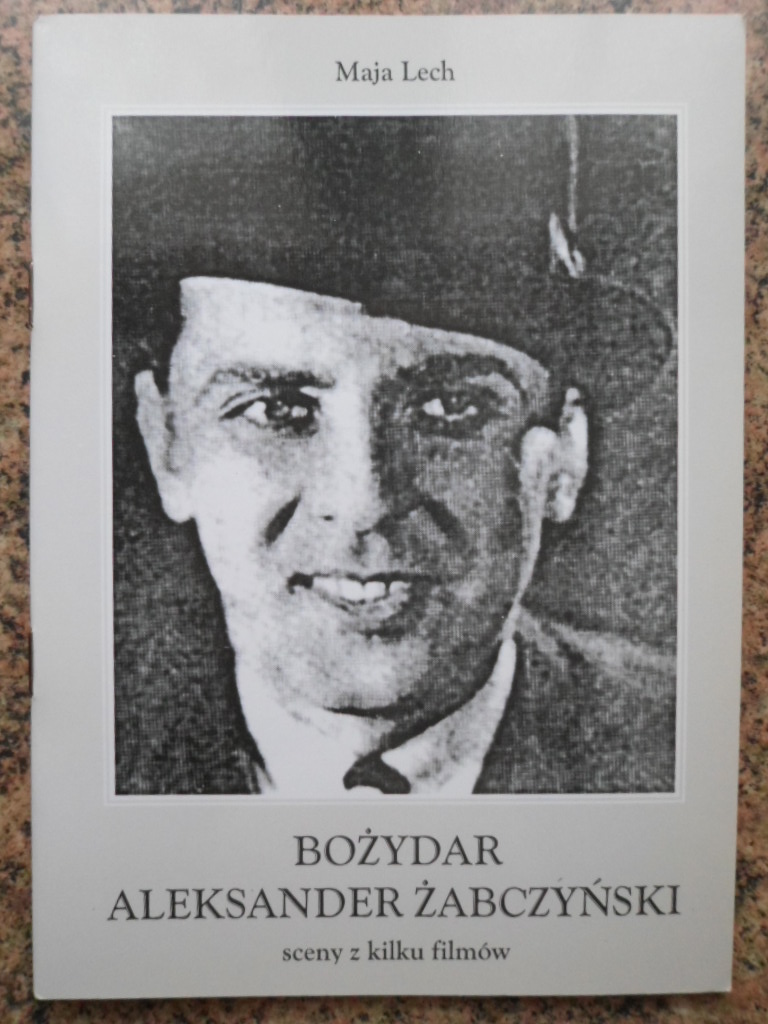 Maja Lech
BOŻYDAR
ALEKSANDER ŻABCZYŃSKI
sceny z kilku filmów